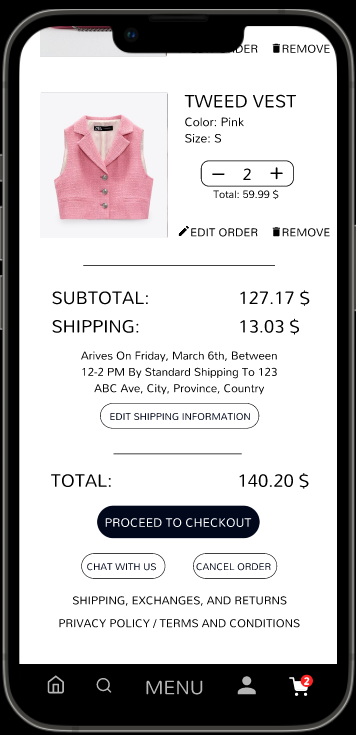 ORDER REMOVE
TWEED VEST
Color: Pink
Size: S
2
Total: 59.99 $
EDIT ORDER REMOVE
SUBTOTAL: 127.17 $
SHIPPING: 13.03 $
Arives On Friday, March 6th, Between
12-2 PM By Standard Shipping To 123
ABC Ave, City, Province, Country
EDIT SHIPPING INFORMATION
TOTAL: 140.20 $
PROCEED TO CHECKOUT
CHAT WITH US CANCEL ORDER
SHIPPING, EXCHANGES, AND RETURNS
PRIVACY POLICY / TERMS AND CONDITIONS
MENU 2